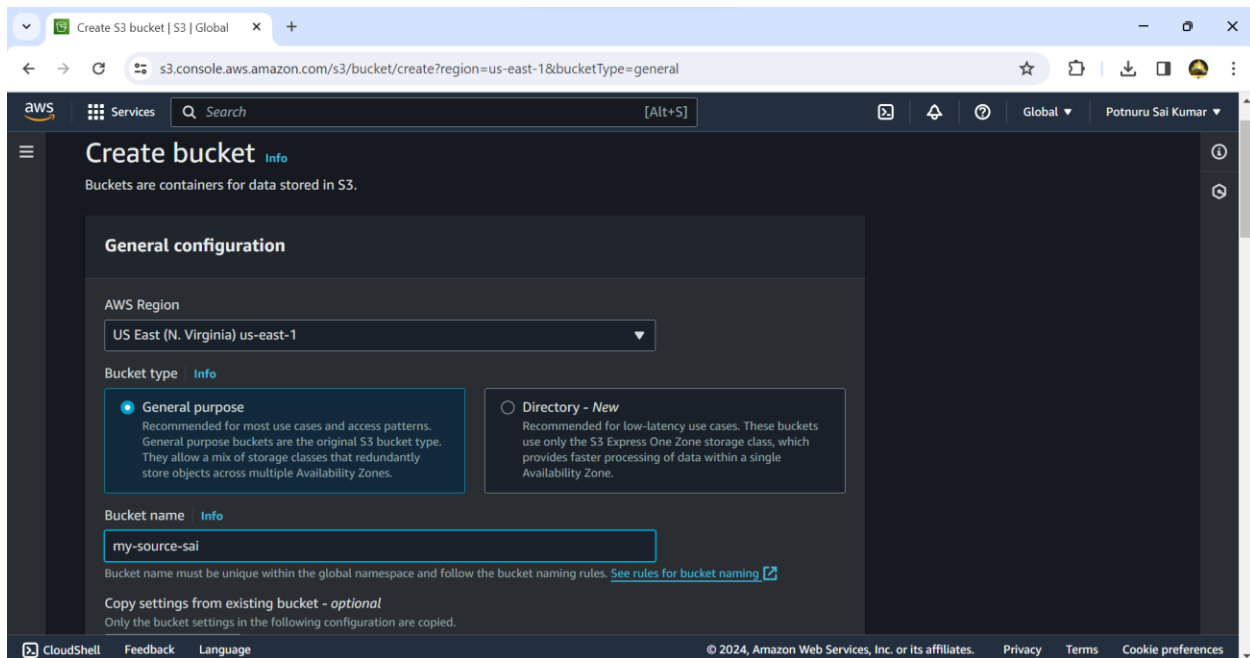 Create S3 bucket | S3 | Global
s3.console.aws.amazon.com/s3/bucket/create?region=us-east-1&bucketType=general
aws
Services
Search
[Alt+S]
Global
Potnuru Sai Kumar
Create bucket Info
Buckets are containers for data stored in S3.
General configuration
AWS Region
US East (N. Virginia) us-east-1
Bucket type
Info
General purpose
Recommended for most use cases and access patterns.
General purpose buckets are the original S3 bucket type.
They allow a mix of storage classes that redundantly
store objects across multiple Availability Zones.
Directory - New
Recommended for low-latency use cases. These buckets
use only the S3 Express One Zone storage class, which
provides faster processing of data within a single
Availability Zone.
Bucket name
Info
my-source-sai
Bucket name must be unique within the global namespace and follow the bucket naming rules. See rules for bucket naming
Copy settings from existing bucket - optional
Only the bucket settings in the following configuration are copied.
CloudShell
Feedback
Language
© 2024, Amazon Web Services, Inc. or its affiliates.
Privacy
Terms
Cookie preferences